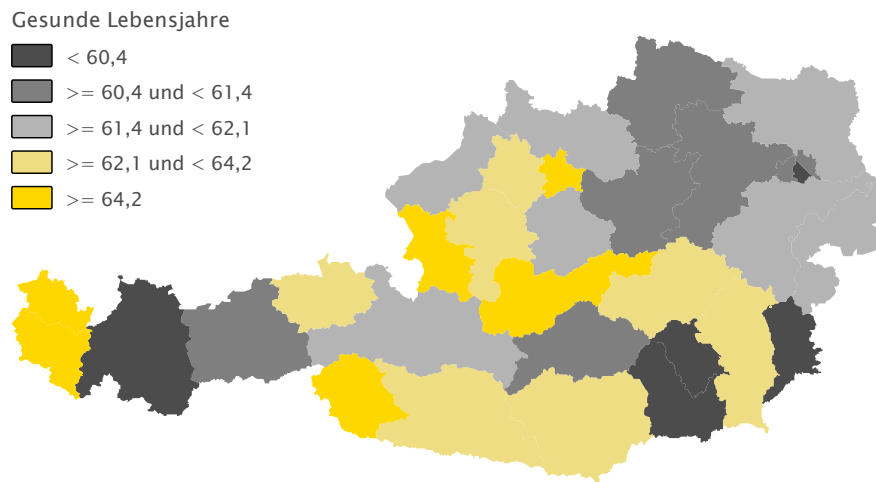 Gesunde Lebensjahre
< 60,4
>= 60,4 und < 61,4
>= 61,4 und < 62,1
>= 62,1 und < 64,2
>= 64,2